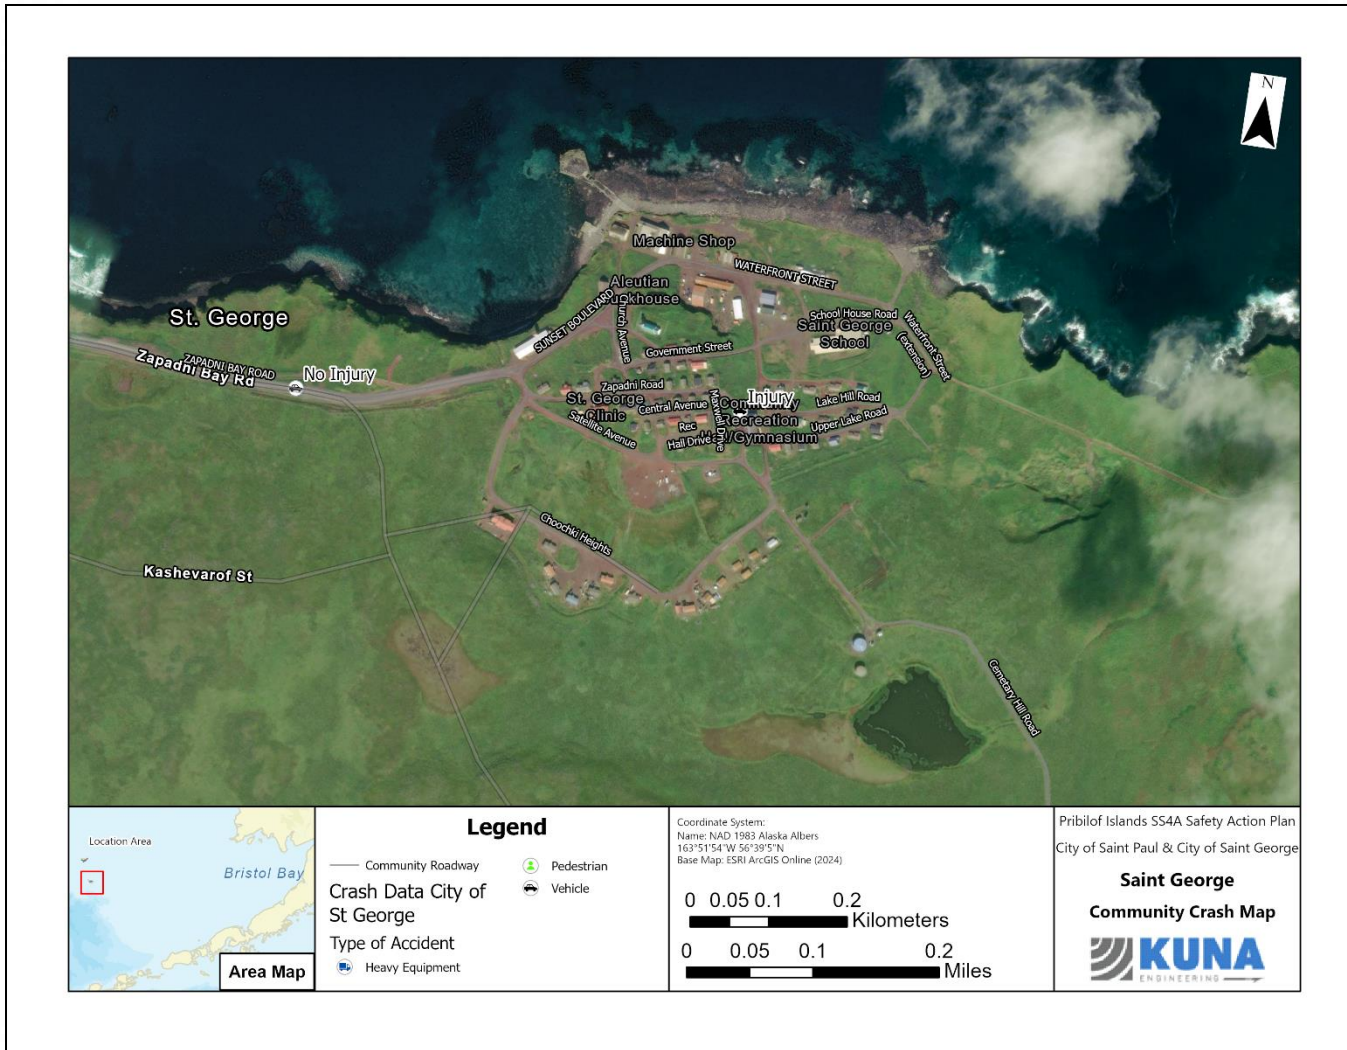 N
Machine Shop
WATERFRONT STREET
Aleutian
Bunkhouse
SUNSET BOULEVARD
Church Avenue
School House Road
Saint George
School
Waterfront Street
(extension)
St. George
Government Street
ZAPADNI BAY ROAD
Zapadni Bay Rd
No Injury
Zapadni Road
St. George
Clinic
Central Avenue
Maxwell Drive
Injury
Community
Recreation
Hall/Gymnasium
Lake Hill Road
Upper Lake Road
Rec
Hall Drive
Satellite Avenue
Choochki Heights
Kashevarof St
Cemetary Hill Road
Location Area
Bristol Bay
Area Map
Legend
Community Roadway
Crash Data City of
St George
Type of Accident
Heavy Equipment
Pedestrian
Vehicle
Coordinate System:
Name: NAD 1983 Alaska Albers
163°51'54"W 56°39'5"N
Base Map: ESRI ArcGIS Online (2024)
0 0.05 0.1 0.2
Kilometers
0 0.05 0.1 0.2
Miles
Pribilof Islands SS4A Safety Action Plan
City of Saint Paul & City of Saint George
Saint George
Community Crash Map
KUNA
ENGINEERING